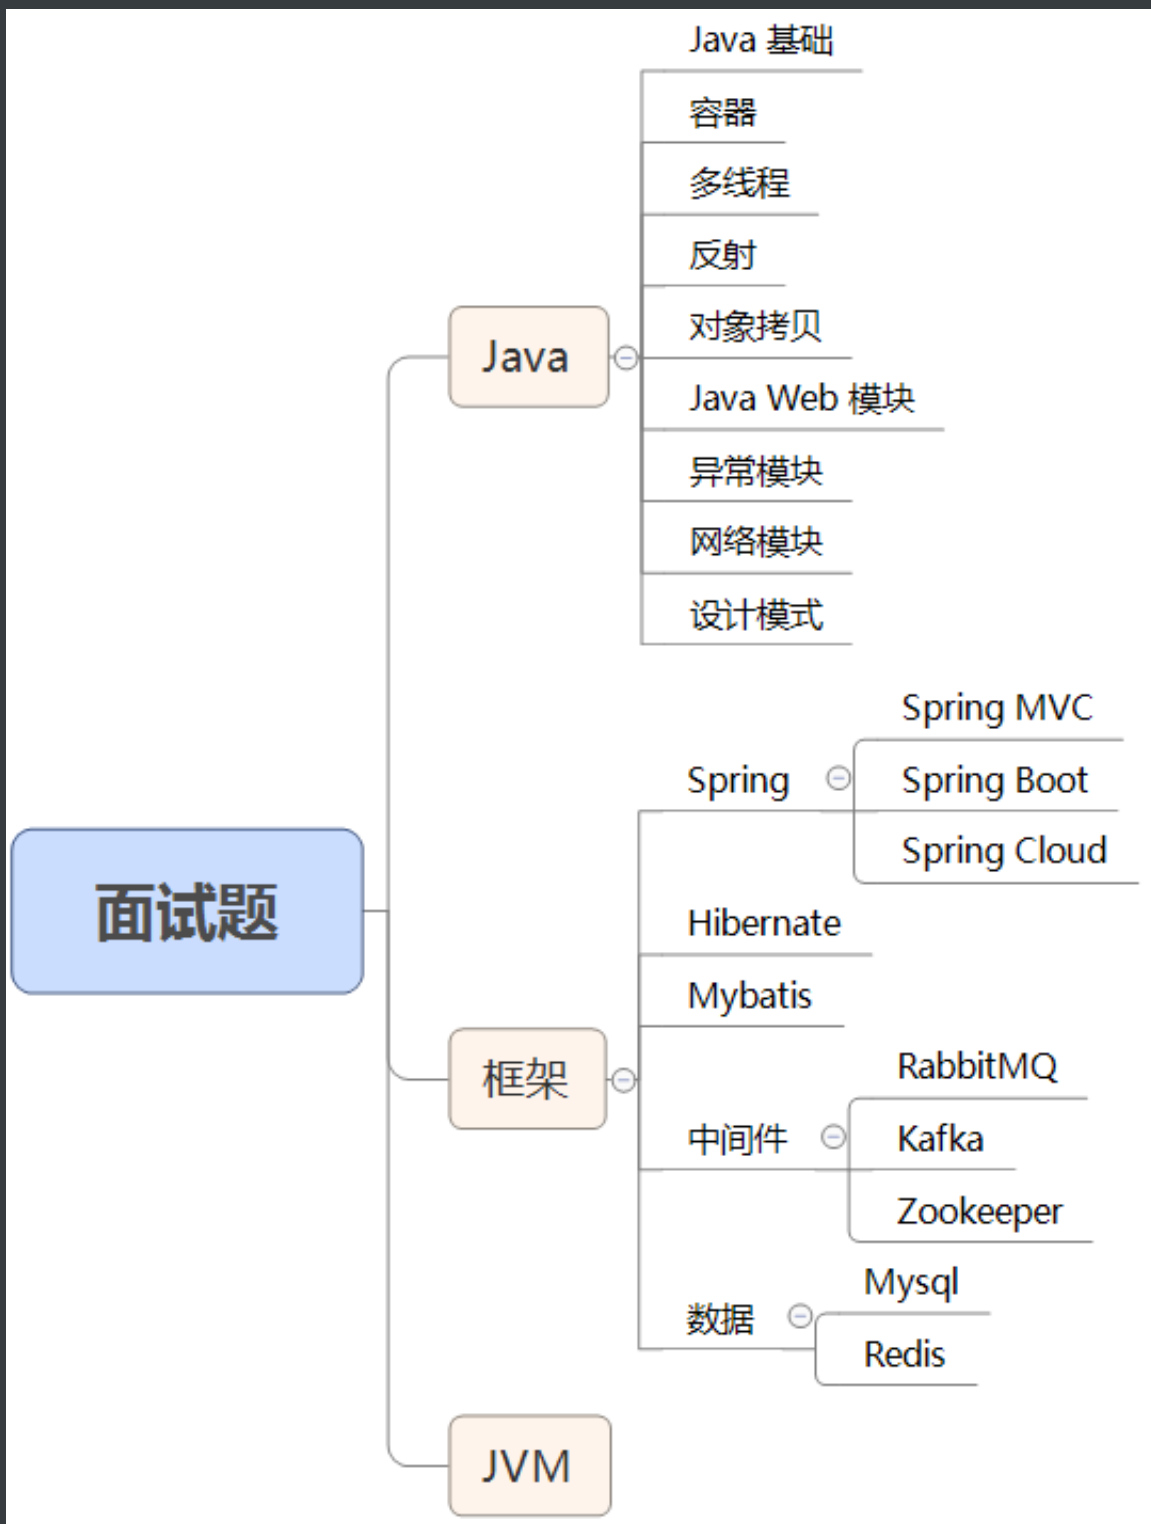 面试题
Java
Java 基础
容器
多线程
反射
对象拷贝
Java Web 模块
异常模块
网络模块
设计模式
框架
Spring
Spring MVC
Spring Boot
Spring Cloud
Hibernate
Mybatis
中间件
RabbitMQ
Kafka
Zookeeper
数据
Mysql
Redis
JVM